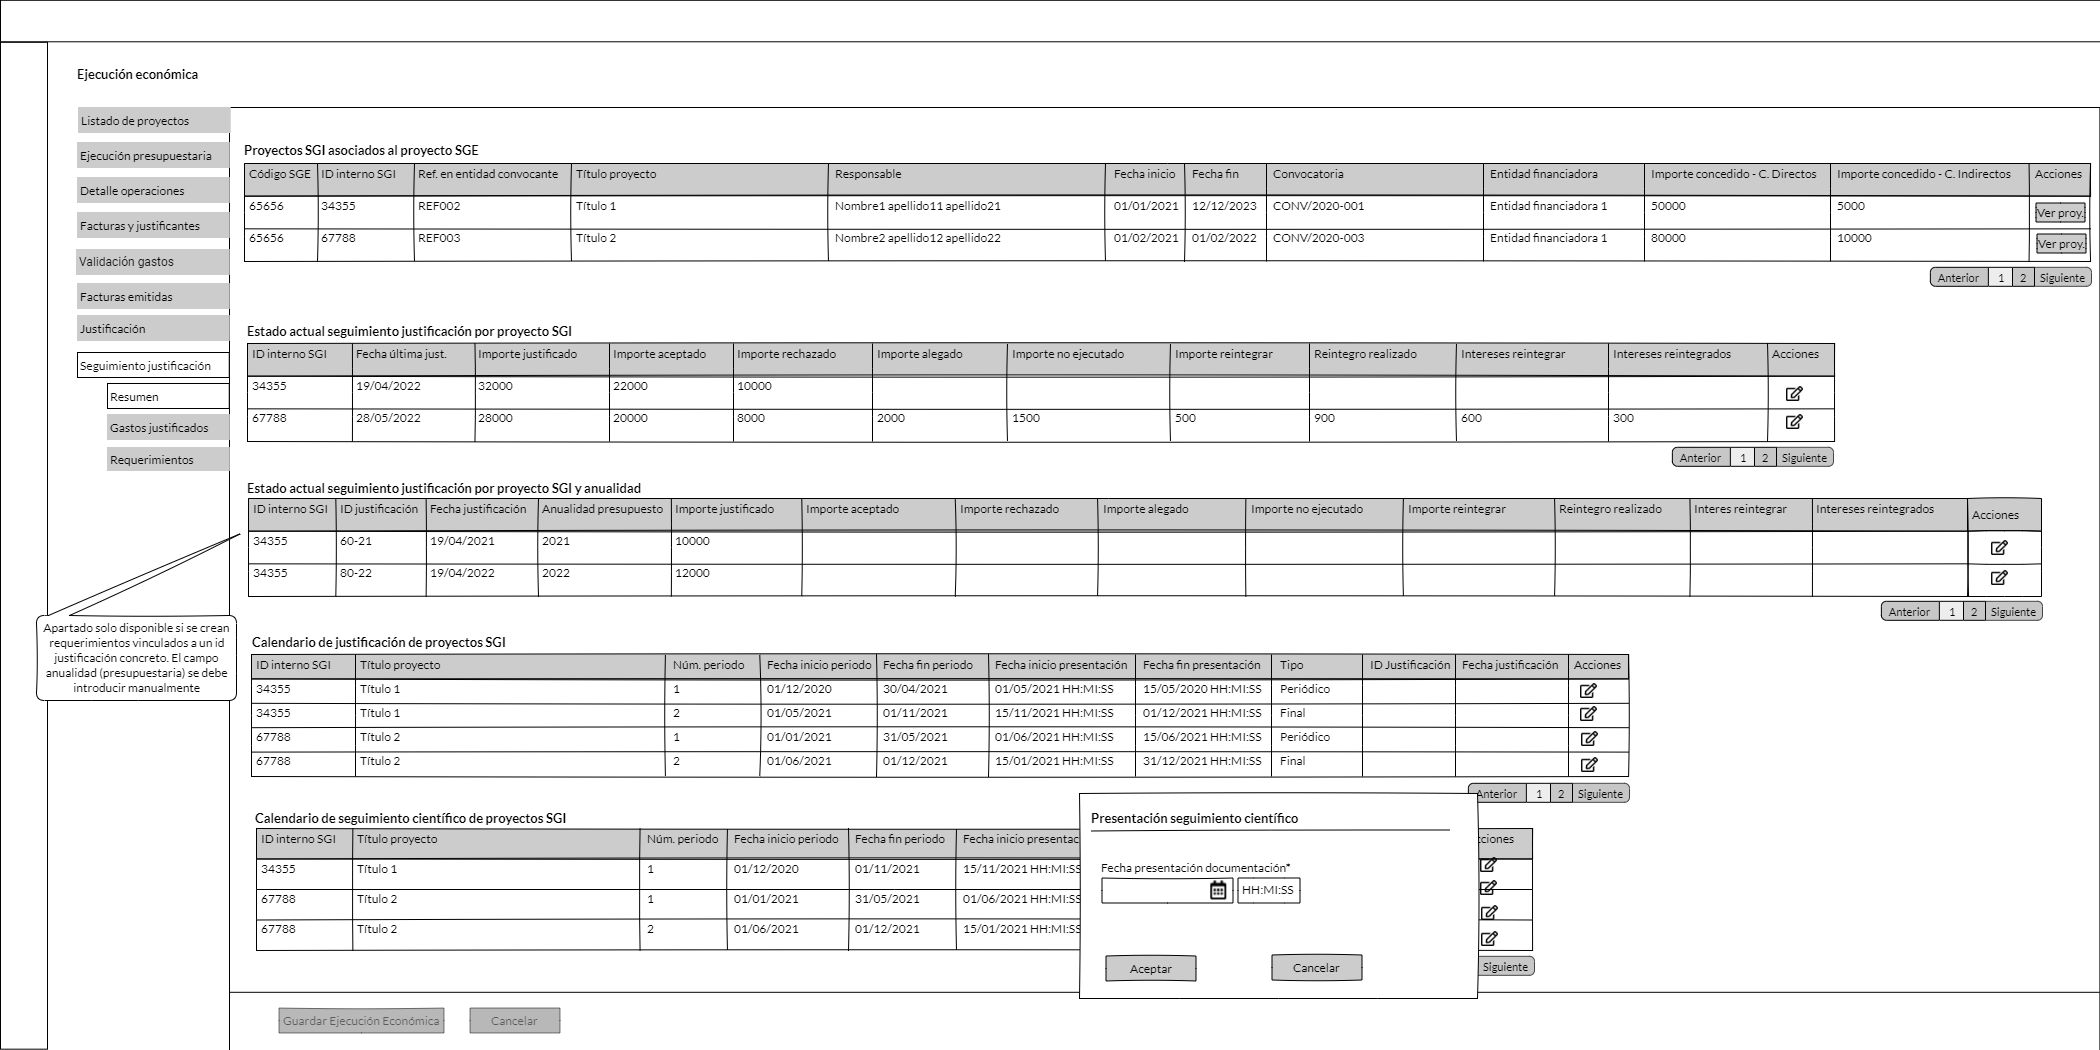 Ejecución económica
Listado de proyectos
Ejecución presupuestaria
Detalle operaciones
Facturas y justificantes
Validación gastos
Facturas emitidas
Justificación
Seguimiento justificación
Resumen
Gastos justificados
Requerimientos
Proyectos SGI asociados al proyecto SGE
Código SGE ID interno SGI Ref. en entidad convocante Título proyecto Responsable Fecha inicio Fecha fin Convocatoria Entidad financiadora Importe concedido - C. Directos Importe concedido - C. Indirectos Acciones
65656 34355 REF002 Título 1 Nombre1 apellido11 apellido21 01/01/2021 12/12/2023 CONV/2020-001 Entidad financiadora 1 50000 5000 Ver proy.
65656 67788 REF003 Título 2 Nombre2 apellido12 apellido22 01/02/2021 01/02/2022 CONV/2020-003 Entidad financiadora 1 80000 10000 Ver proy.
Anterior 1 2 Siguiente
Estado actual seguimiento justificación por proyecto SGI
ID interno SGI Fecha última just. Importe justificado Importe aceptado Importe rechazado Importe alegado Importe no ejecutado Importe reintegrar Reintegro realizado Intereses reintegrar Intereses reintegrados Acciones
34355 19/04/2022 32000 22000 10000
67788 28/05/2022 28000 20000 8000 2000 1500 500 900 600 300
Anterior 1 2 Siguiente
Estado actual seguimiento justificación por proyecto SGI y anualidad
ID interno SGI ID justificación Fecha justificación Anualidad presupuesto Importe justificado Importe aceptado Importe rechazado Importe alegado Importe no ejecutado Importe reintegrar Reintegro realizado Interes reintegrar Intereses reintegrados Acciones
34355 60-21 19/04/2021 2021 10000
34355 80-22 19/04/2022 2022 12000
Anterior 1 2 Siguiente
Apartado solo disponible si se crean
requerimientos vinculados a un id
justificación concreto. El campo
anualidad (presupuestaria) se debe
introducir manualmente
Calendario de justificación de proyectos SGI
ID interno SGI Título proyecto Núm. periodo Fecha inicio periodo Fecha fin periodo Fecha inicio presentación Fecha fin presentación Tipo ID Justificación Fecha justificación Acciones
34355 Título 1 1 01/12/2020 30/04/2021 01/05/2021 HH:MI:SS 15/05/2020 HH:MI:SS Periódico
34355 Título 1 2 01/05/2021 01/11/2021 15/11/2021 HH:MI:SS 01/12/2021 HH:MI:SS Final
67788 Título 2 1 01/01/2021 31/05/2021 01/06/2021 HH:MI:SS 15/06/2021 HH:MI:SS Periódico
67788 Título 2 2 01/06/2021 01/12/2021 15/01/2021 HH:MI:SS 31/12/2021 HH:MI:SS Final
Anterior 1 2 Siguiente
Calendario de seguimiento científico de proyectos SGI
ID interno SGI Título proyecto Núm. periodo Fecha inicio periodo Fecha fin periodo Fecha inicio presentac ciones
34355 Título 1 1 01/12/2020 01/11/2021 15/11/2021 HH:MI:SS
67788 Título 2 1 01/01/2021 31/05/2021 01/06/2021 HH:MI:SS
67788 Título 2 2 01/06/2021 01/12/2021 15/01/2021 HH:MI:SS
Siguiente
Presentación seguimiento científico
Fecha presentación documentación*
HH:MI:SS
Aceptar Cancelar
Guardar Ejecución Económica Cancelar